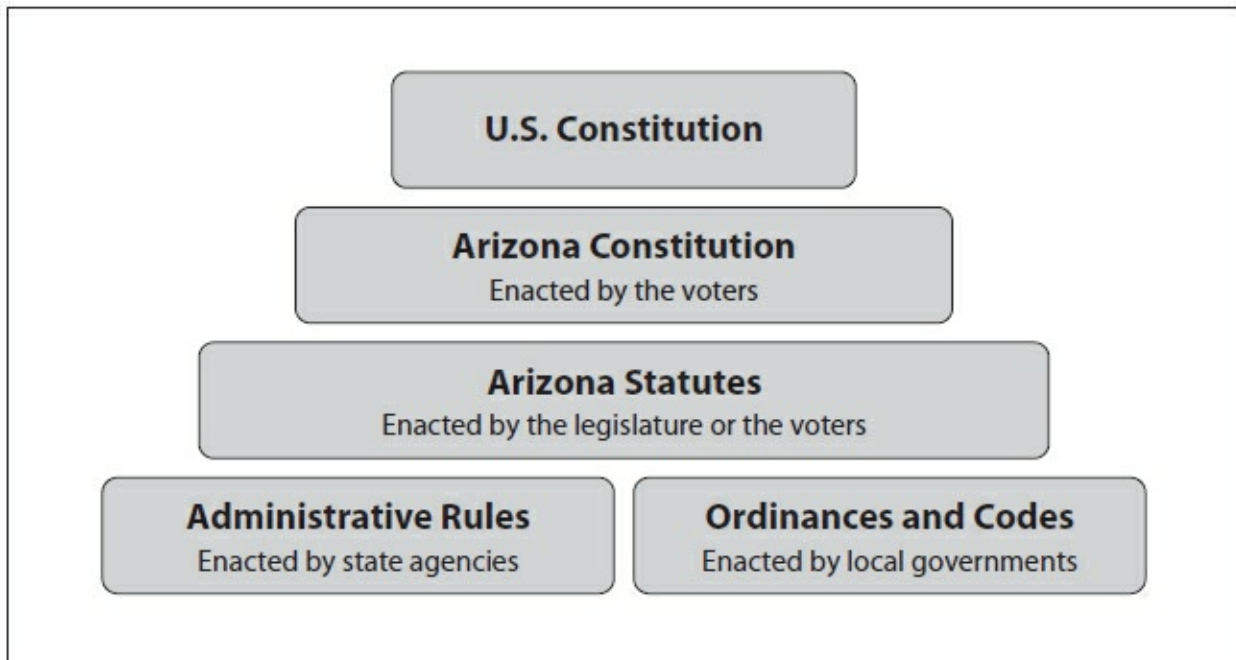 U.S. Constitution
Arizona Constitution
Enacted by the voters
Arizona Statutes
Enacted by the legislature or the voters
Administrative Rules
Enacted by state agencies
Ordinances and Codes
Enacted by local governments